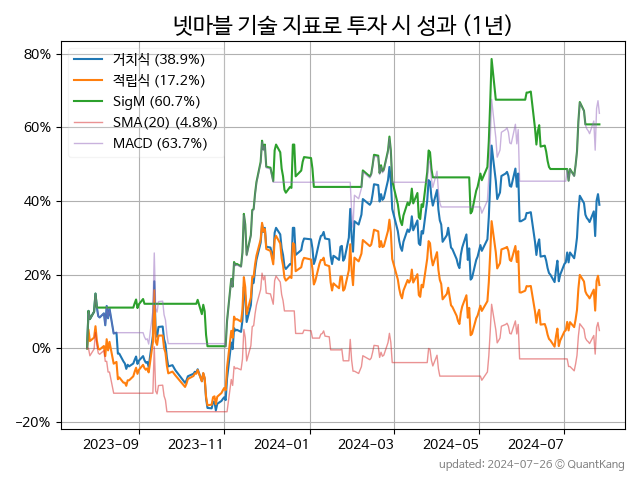 넷마블 기술 지표로 투자 시 성과 (1년)
80%
60%
40%
20%
0%
−20%
거치식 (38.9%)
적립식 (17.2%)
SigM (60.7%)
SMA(20) (4.8%)
MACD (63.7%)
2023−09
2023−11
2024−01
2024−03
2024−05
2024−07
updated: 2024-07-26 © QuantKang